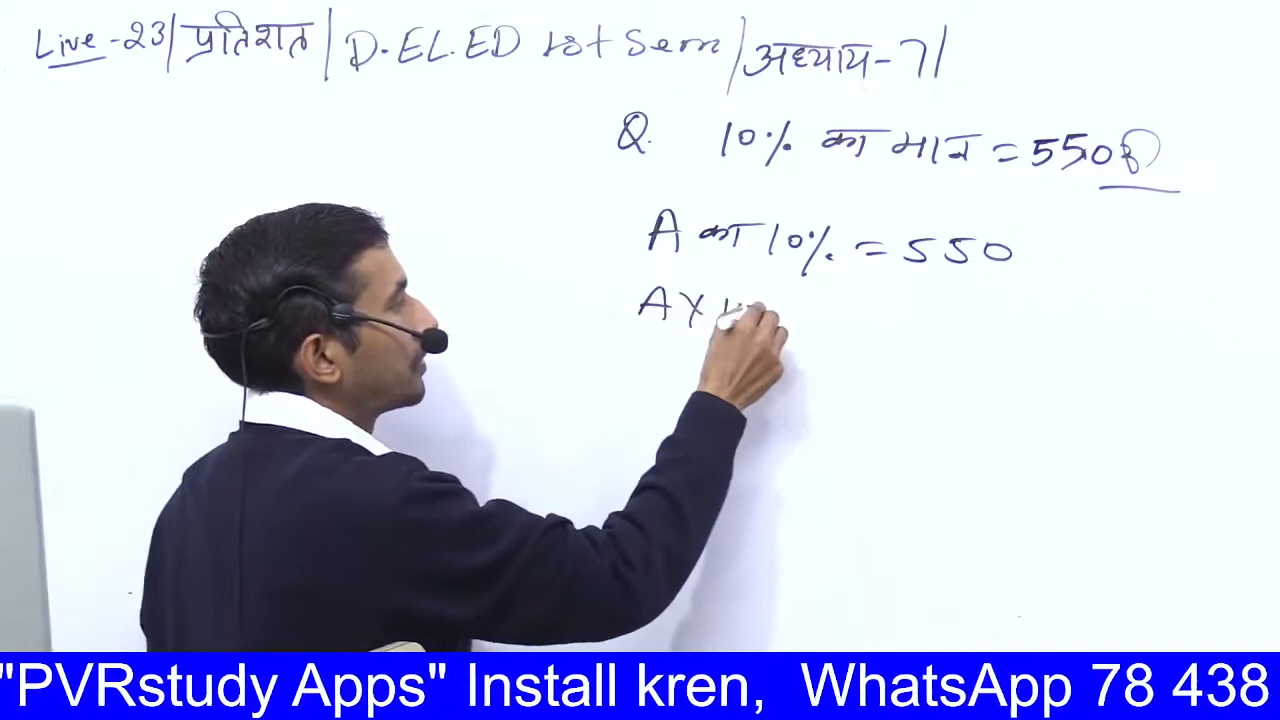 Live-23/प्रतिशत/D.EL.ED 1st Sem/अध्याय-7/
Q. 10% का मान = 550रु
A का 10% = 550
A X
"PVRstudy Apps" Install kren, WhatsApp 78 438